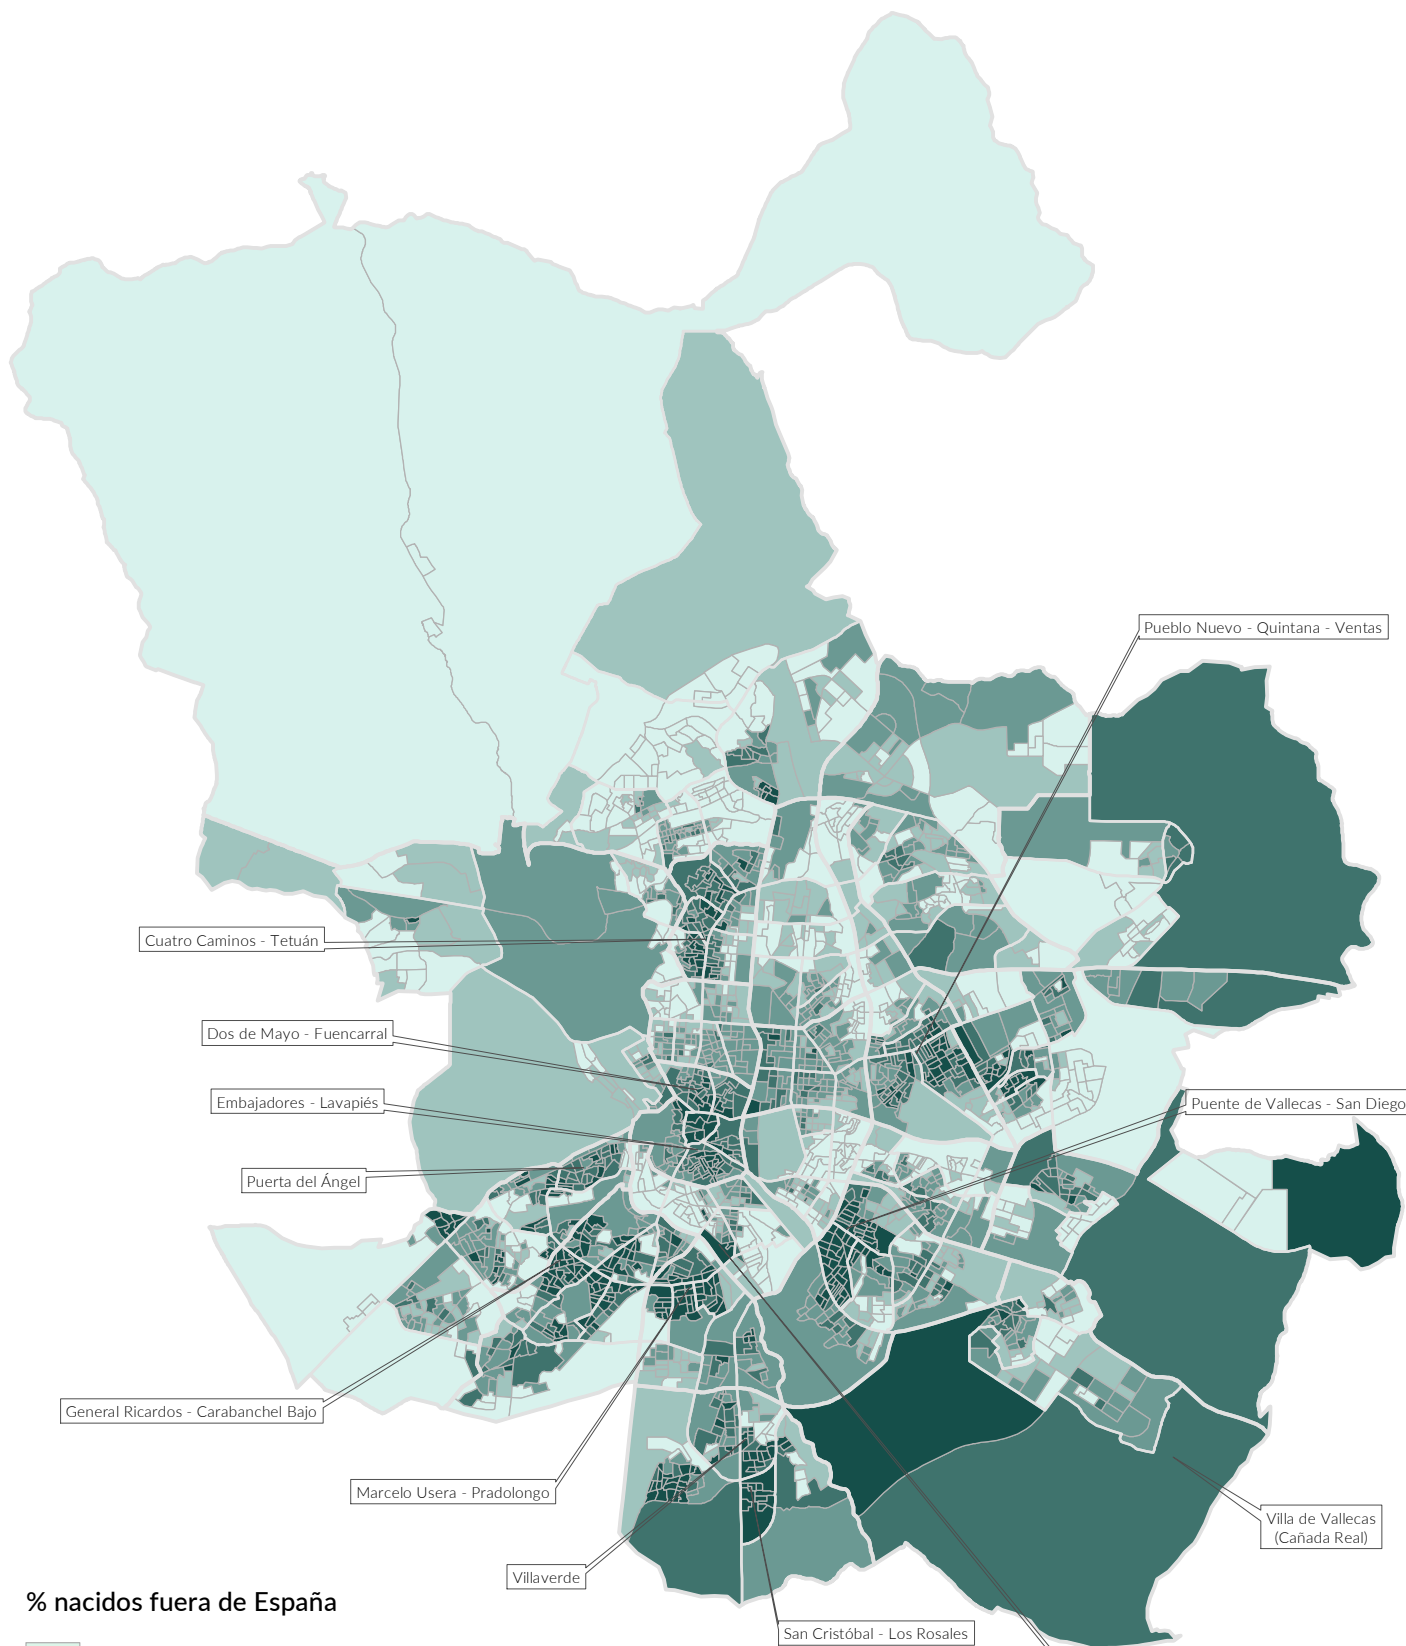 Pueblo Nuevo - Quintana - Ventas
Cuatro Caminos - Tetuán
Dos de Mayo - Fuencarral
Embajadores - Lavapiés
Puente de Vallecas - San Diego
Puerta del Ángel
General Ricardos - Carabanchel Bajo
Marcelo Usera - Pradolongo
Villa de Vallecas
(Cañada Real)
Villaverde
% nacidos fuera de España
San Cristóbal - Los Rosales